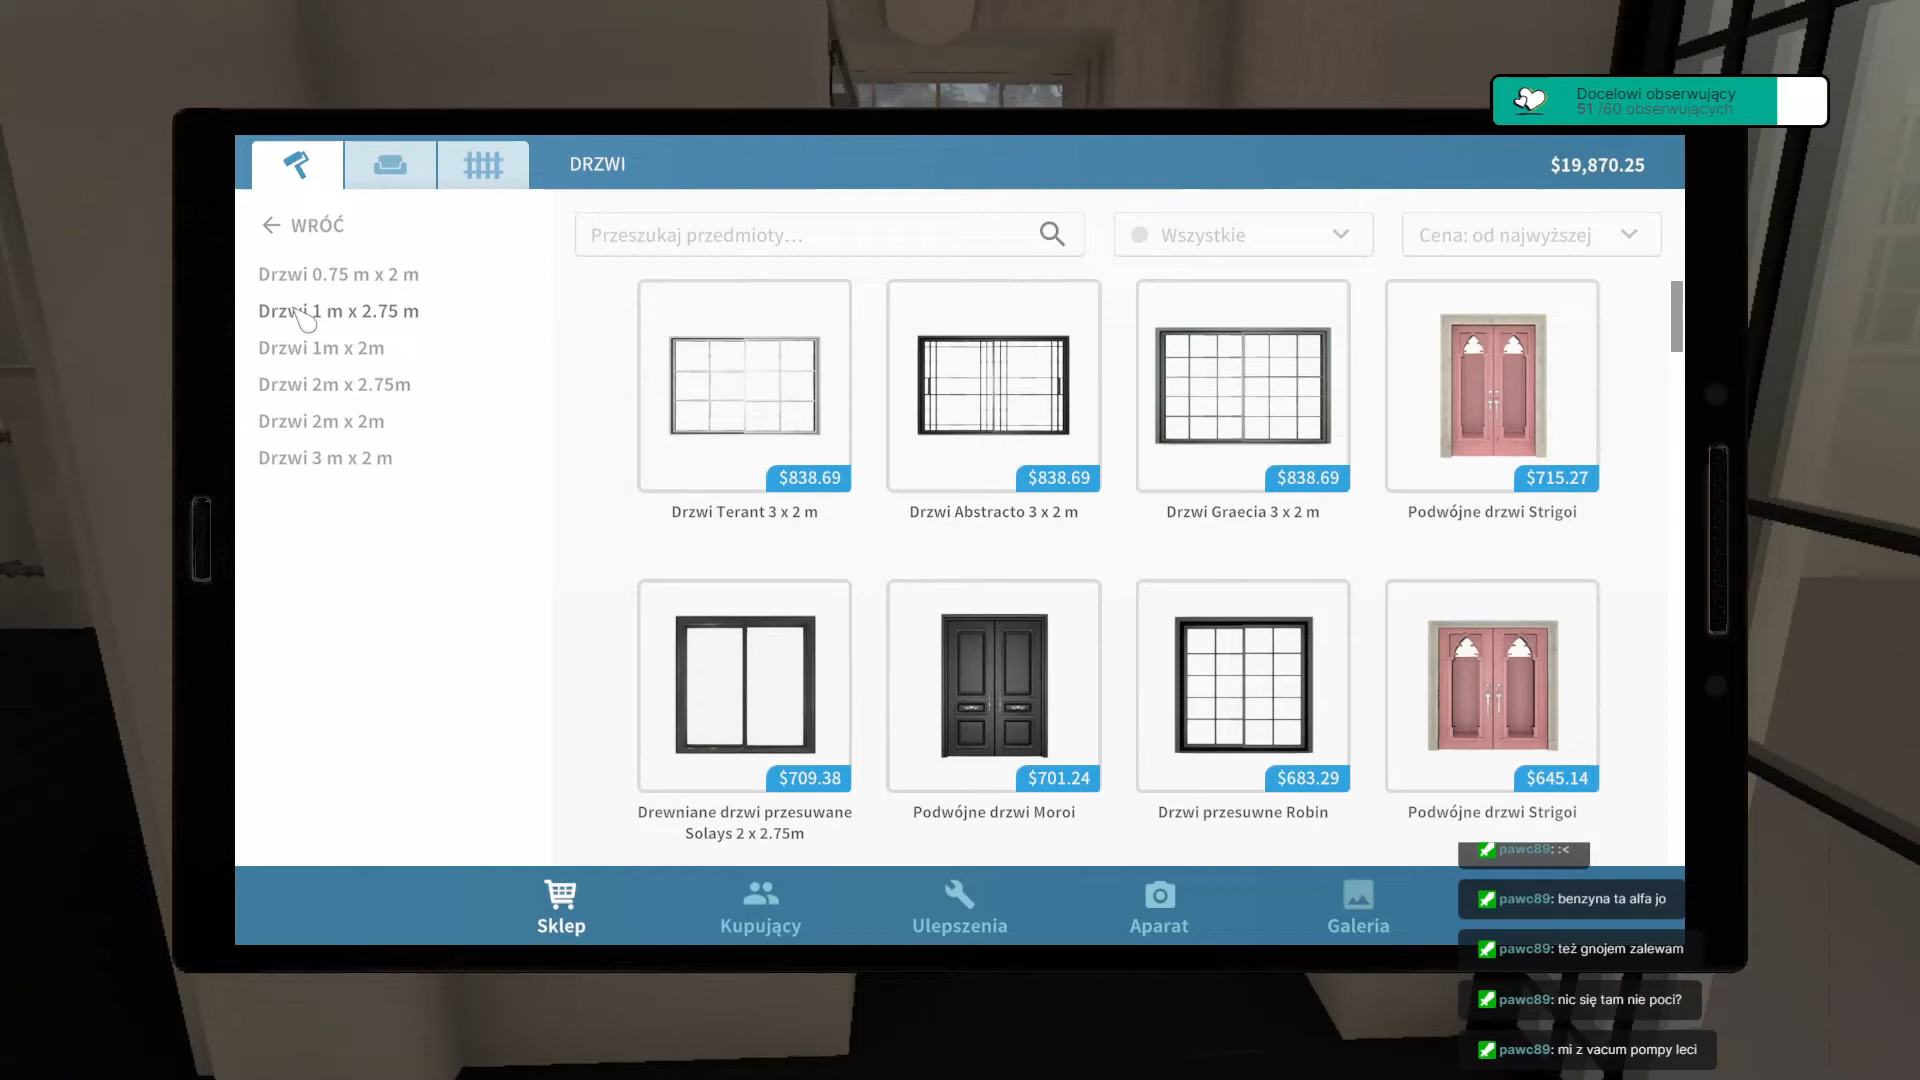 Docelowi obserwujący
51 /60 obserwujących
DRZWI
$19,870.25
WRÓĆ
Drzwi 0.75 m x 2 m
Drzwi 1 m x 2.75 m
Drzwi 1m x 2m
Drzwi 2m x 2.75m
Drzwi 2m x 2m
Drzwi 3 m x 2 m
Przeszukaj przedmioty...
Wszystkie
Cena: od najwyższej
$838.69
$838.69
$838.69
$715.27
Drzwi Terant 3 x 2 m
Drzwi Abstracto 3 x 2 m
Drzwi Graecia 3 x 2 m
Podwójne drzwi Strigoi
$709.38
$701.24
$683.29
$645.14
Drewniane drzwi przesuwane
Solays 2 x 2.75m
Podwójne drzwi Moroi
Drzwi przesuwne Robin
Podwójne drzwi Strigoi
Sklep
Kupujący
Ulepszenia
Aparat
Galeria
pawc89: :<
pawc89: benzyna ta alfa jo
pawc89: też gnojem zalewam
pawc89: nic się tam nie poci?
pawc89: mi z vacum pompy leci